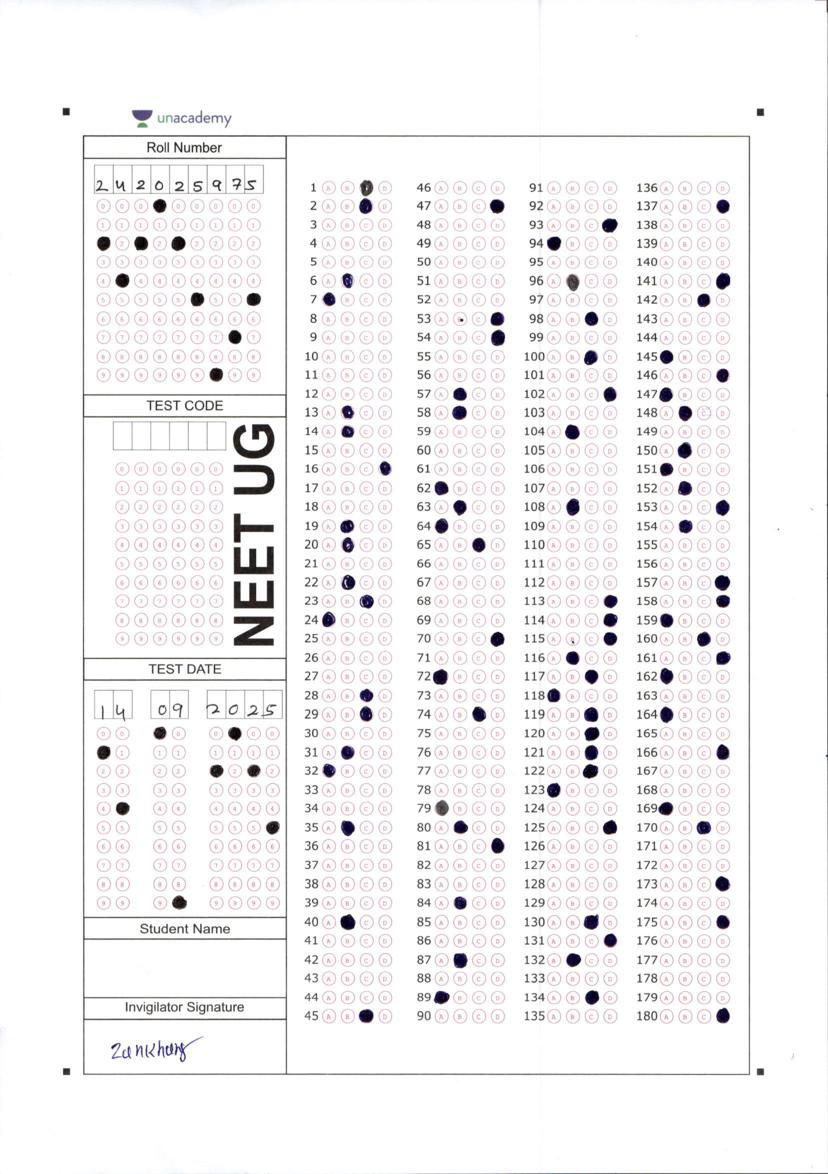 unacademy
Roll Number
2 4 2 0 2 5 9 7 5
TEST CODE
NEET UG
TEST DATE
1 4 0 9 2 0 2 5
Student Name
Invigilator Signature
1 A B D 46 A B C D 91 A B C D 136 A B C D
2 A B D 47 A B C 92 A B C D 137 A B C
3 A B C D 48 A B C D 93 A B C 138 A B C D
4 A B C D 49 A B C D 94 B C D 139 A B C D
5 A B C D 50 A B C D 95 A B C D 140 A B C D
6 A C D 51 A B C D 96 A C D 141 A B C
7 B C D 52 A B C D 97 A B C D 142 A B D
8 A B C D 53 A C 98 A B D 143 A B C D
9 A B C D 54 A B C 99 A B C D 144 A B C D
10 A B C D 55 A B C D 100 A B D 145 B C D
11 A B C D 56 A B C D 101 A B C D 146 A B C
12 A B C D 57 A C D 102 A B C 147 B C D
13 A C D 58 A C D 103 A B C D 148 A C D
14 A C D 59 A B C D 104 A C D 149 A B C D
15 A B C D 60 A B C D 105 A B C D 150 A C D
16 A B C 61 A B C D 106 A B C D 151 B C D
17 A B C D 62 B C D 107 A B C D 152 A C D
18 A B C D 63 A C D 108 A C D 153 A B C
19 A C D 64 B C D 109 A B C D 154 A C D
20 A C D 65 A B D 110 A B C D 155 A B C D
21 A B C D 66 A B C D 111 A B C D 156 A B C D
22 A C D 67 A B C D 112 A B C D 157 A B C
23 A B D 68 A B C D 113 A B C 158 A B C
24 B C D 69 A B C D 114 A B C 159 B C D
25 A B C D 70 A B C 115 A C 160 A B D
26 A B C D 71 A B C D 116 A C D 161 A B C
27 A B C D 72 B C D 117 A B D 162 B C D
28 A B D 73 A B C D 118 B C D 163 A B C D
29 A B D 74 A B D 119 A B D 164 B C D
30 A B C D 75 A B C D 120 A B D 165 A B C D
31 A C D 76 A B C D 121 A B D 166 A B C
32 B C D 77 A B C D 122 A B D 167 A B C D
33 A B C D 78 A B C D 123 B C D 168 A B C D
34 A B C D 79 B C D 124 A B C D 169 B C D
35 A C D 80 A C D 125 A B C 170 A B D
36 A B C D 81 A B C 126 A B C D 171 A B C D
37 A B C D 82 A B C D 127 A B C D 172 A B C D
38 A B C D 83 A B C D 128 A B C D 173 A B C
39 A B C D 84 A C D 129 A B C D 174 A B C D
40 A C D 85 A B C D 130 A B D 175 A B C
41 A B C D 86 A B C D 131 A B C 176 A B C D
42 A B C D 87 A C D 132 A C D 177 A B C D
43 A B C D 88 A B C D 133 A B C D 178 A B C D
44 A B C D 89 B C D 134 A B D 179 A B C D
45 A B D 90 A B C D 135 A B C D 180 A B C